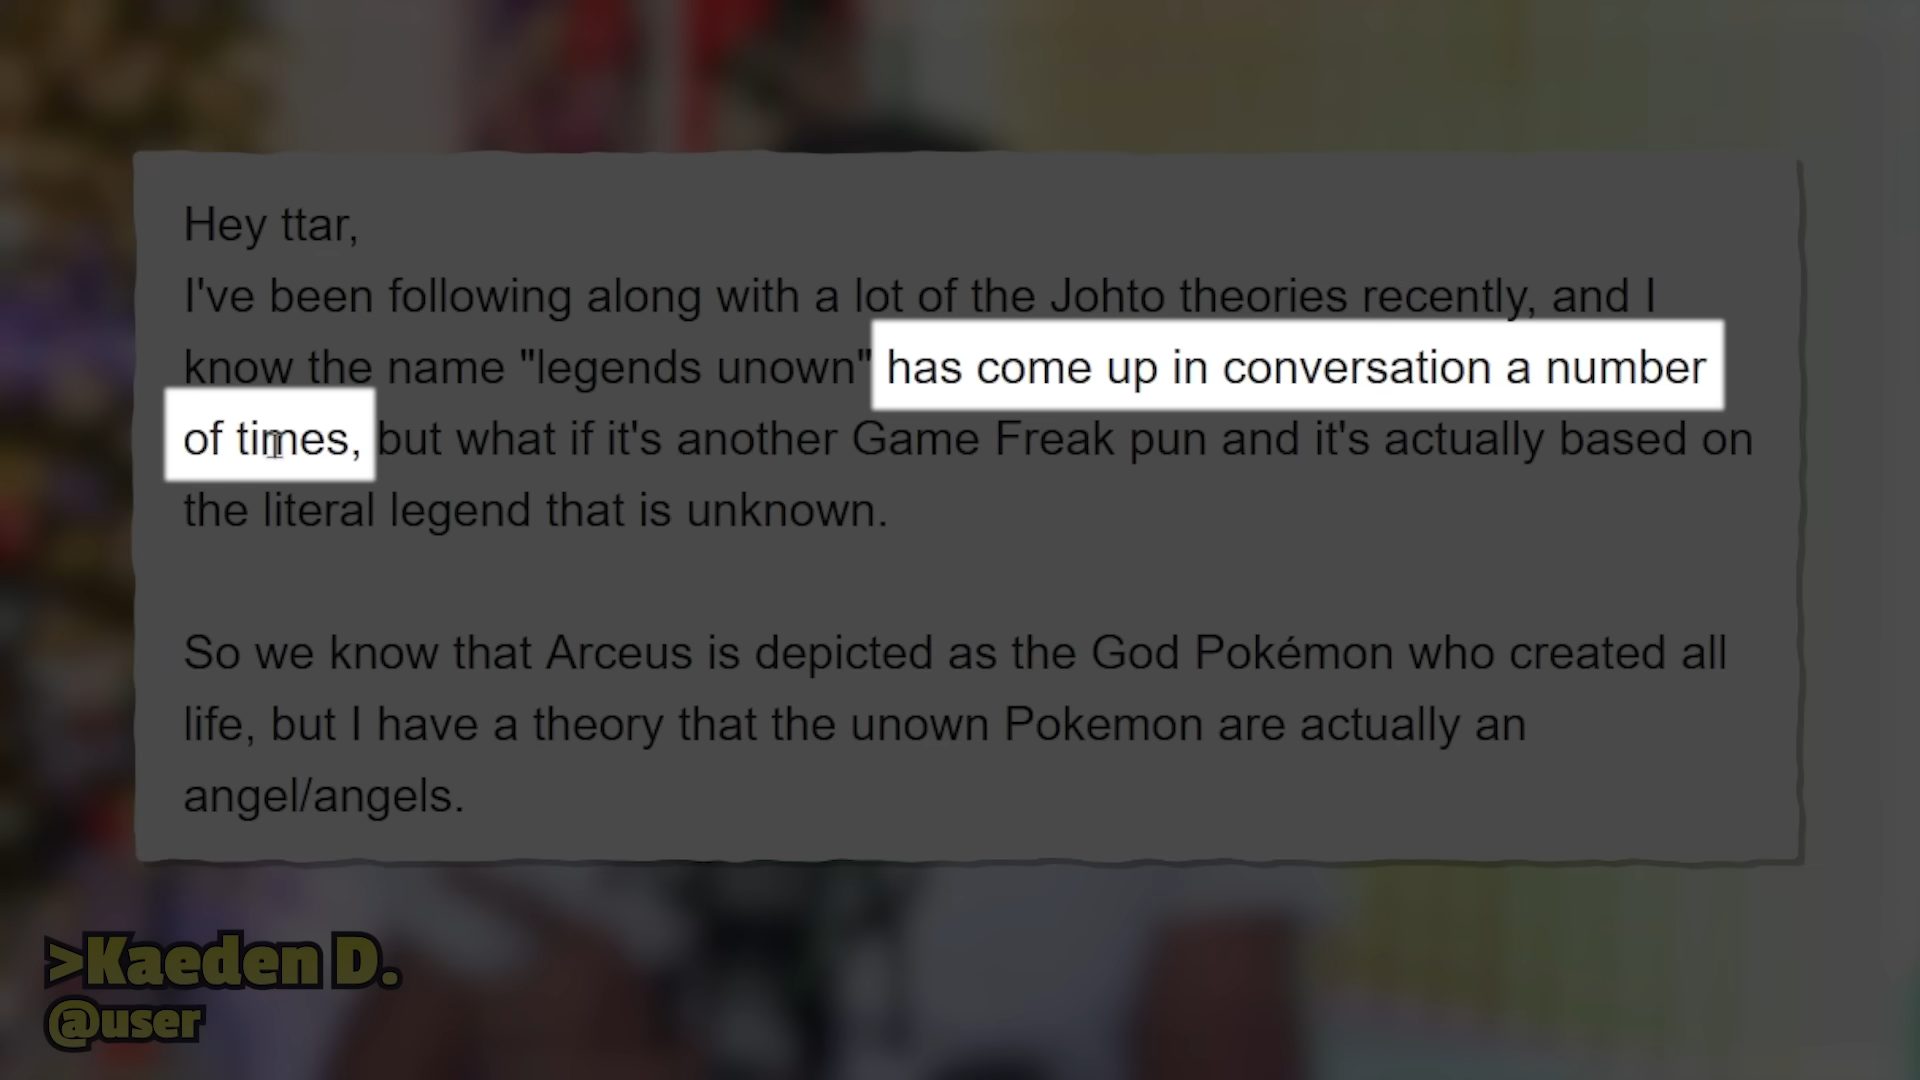 Hey ttar,
I've been following along with a lot of the Johto theories recently, and I
know the name "legends unown" has come up in conversation a number
of times, but what if it's another Game Freak pun and it's actually based on
the literal legend that is unknown.
So we know that Arceus is depicted as the God Pokémon who created all
life, but I have a theory that the unown Pokemon are actually an
angel/angels.
>Kaeden D.
@user